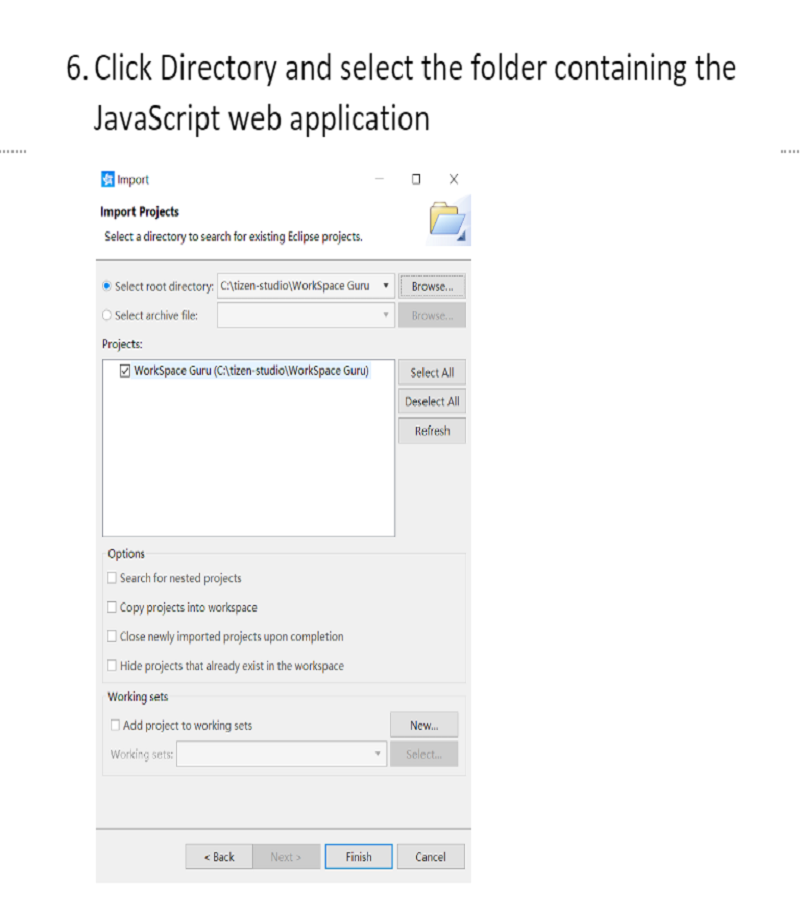 6. Click Directory and select the folder containing the
JavaScript web application
Import
Import Projects
Select a directory to search for existing Eclipse projects.
Select root directory: C:\tizen-studio\WorkSpace Guru Browse...
Select archive file: Browse...
Projects:
WorkSpace Guru (C:\tizen-studio\WorkSpace Guru)
Select All
Deselect All
Refresh
Options
Search for nested projects
Copy projects into workspace
Close newly imported projects upon completion
Hide projects that already exist in the workspace
Working sets
Add project to working sets New...
Working sets: Select...
< Back Next > Finish Cancel